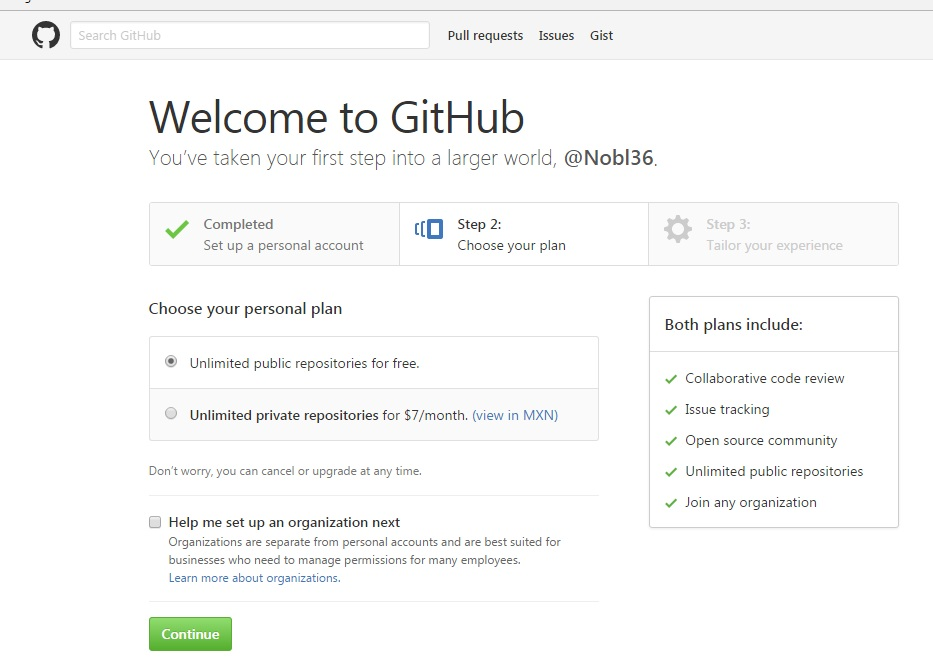 Search GitHub
Pull requests Issues Gist
Welcome to GitHub
You've taken your first step into a larger world, @Nobl36.
Completed
Set up a personal account
Step 2:
Choose your plan
Step 3:
Tailor your experience
Choose your personal plan
Unlimited public repositories for free.
Unlimited private repositories for $7/month. (view in MXN)
Don't worry, you can cancel or upgrade at any time.
Help me set up an organization next
Organizations are separate from personal accounts and are best suited for
businesses who need to manage permissions for many employees.
Learn more about organizations.
Continue
Both plans include:
Collaborative code review
Issue tracking
Open source community
Unlimited public repositories
Join any organization